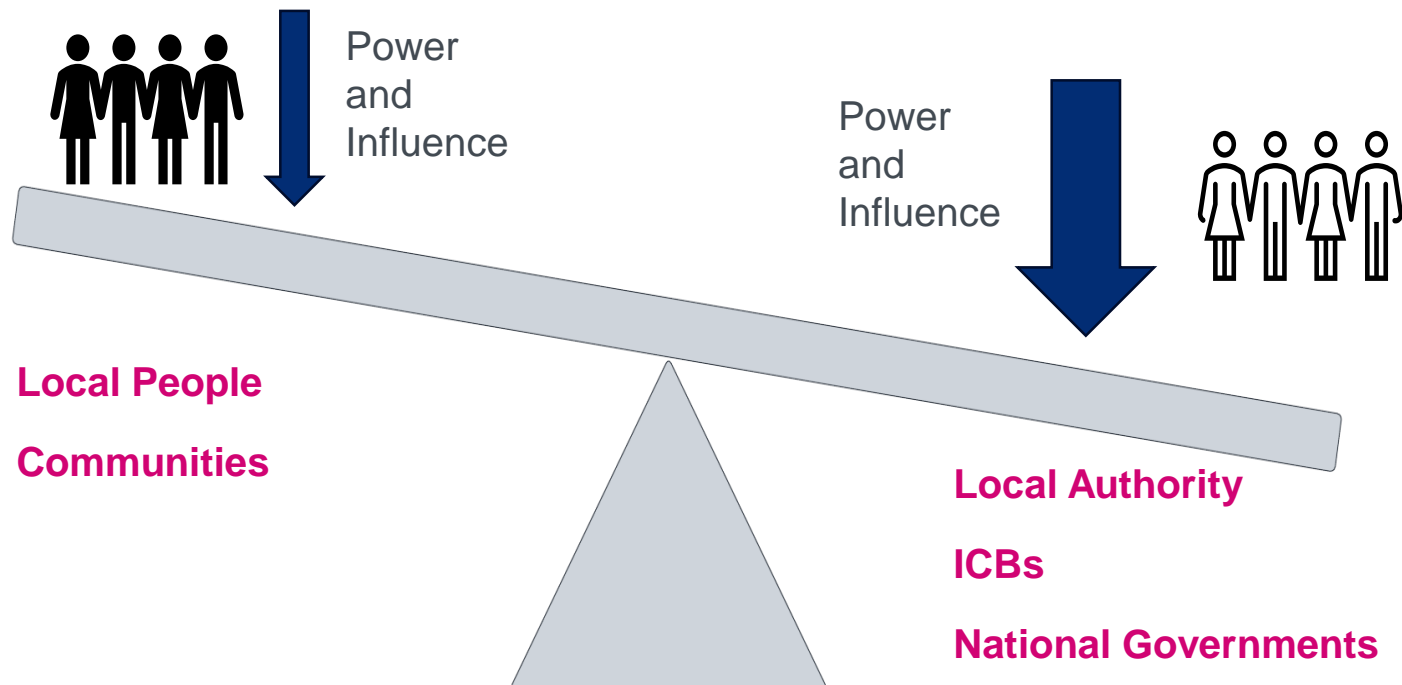 Power
and
Influence
Power
and
Influence
Local People
Communities
Local Authority
ICBs
National Governments